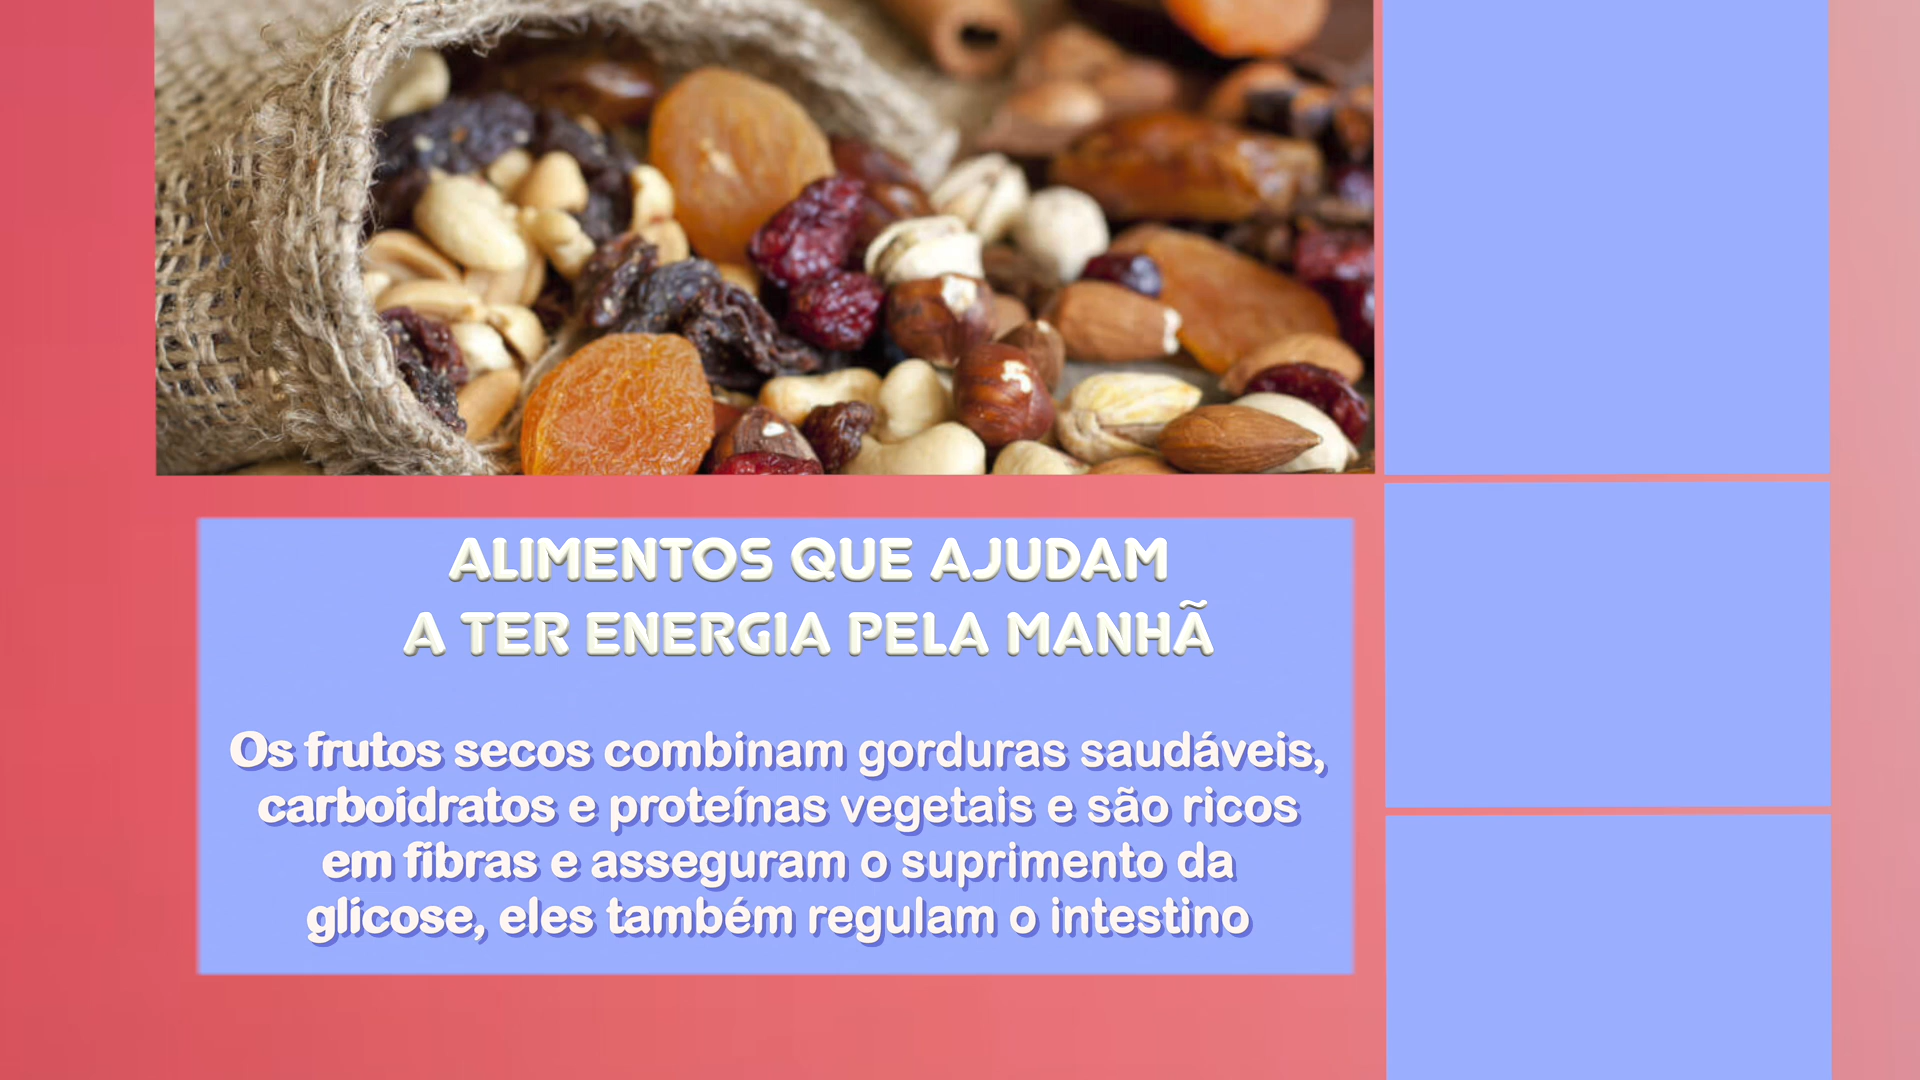 ALIMENTOS QUE AJUDAM
A TER ENERGIA PELA MANHÃ
Os frutos secos combinam gorduras saudáveis,
carboidratos e proteínas vegetais e são ricos
em fibras e asseguram o suprimento da
glicose, eles também regulam o intestino